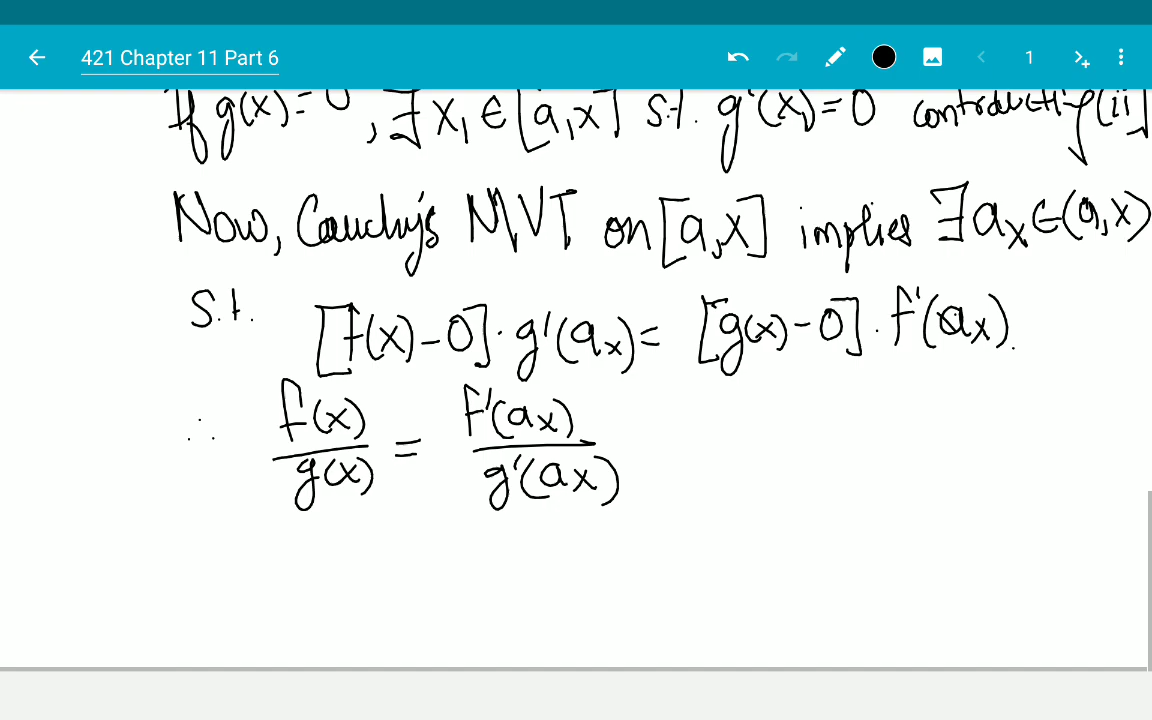 421 Chapter 11 Part 6
1
If g(x)=0, ∃ x₁ ∈ [a,x] s.t. g'(x₁)=0 contradicting (ii)
Now, Cauchy's MVT on [a,x] implies ∃ aₓ ∈ (a,x)
s.t. [f(x)-0]·g'(aₓ) = [g(x)-0]·f'(aₓ).
∴ f(x)/g(x) = f'(aₓ)/g'(aₓ)